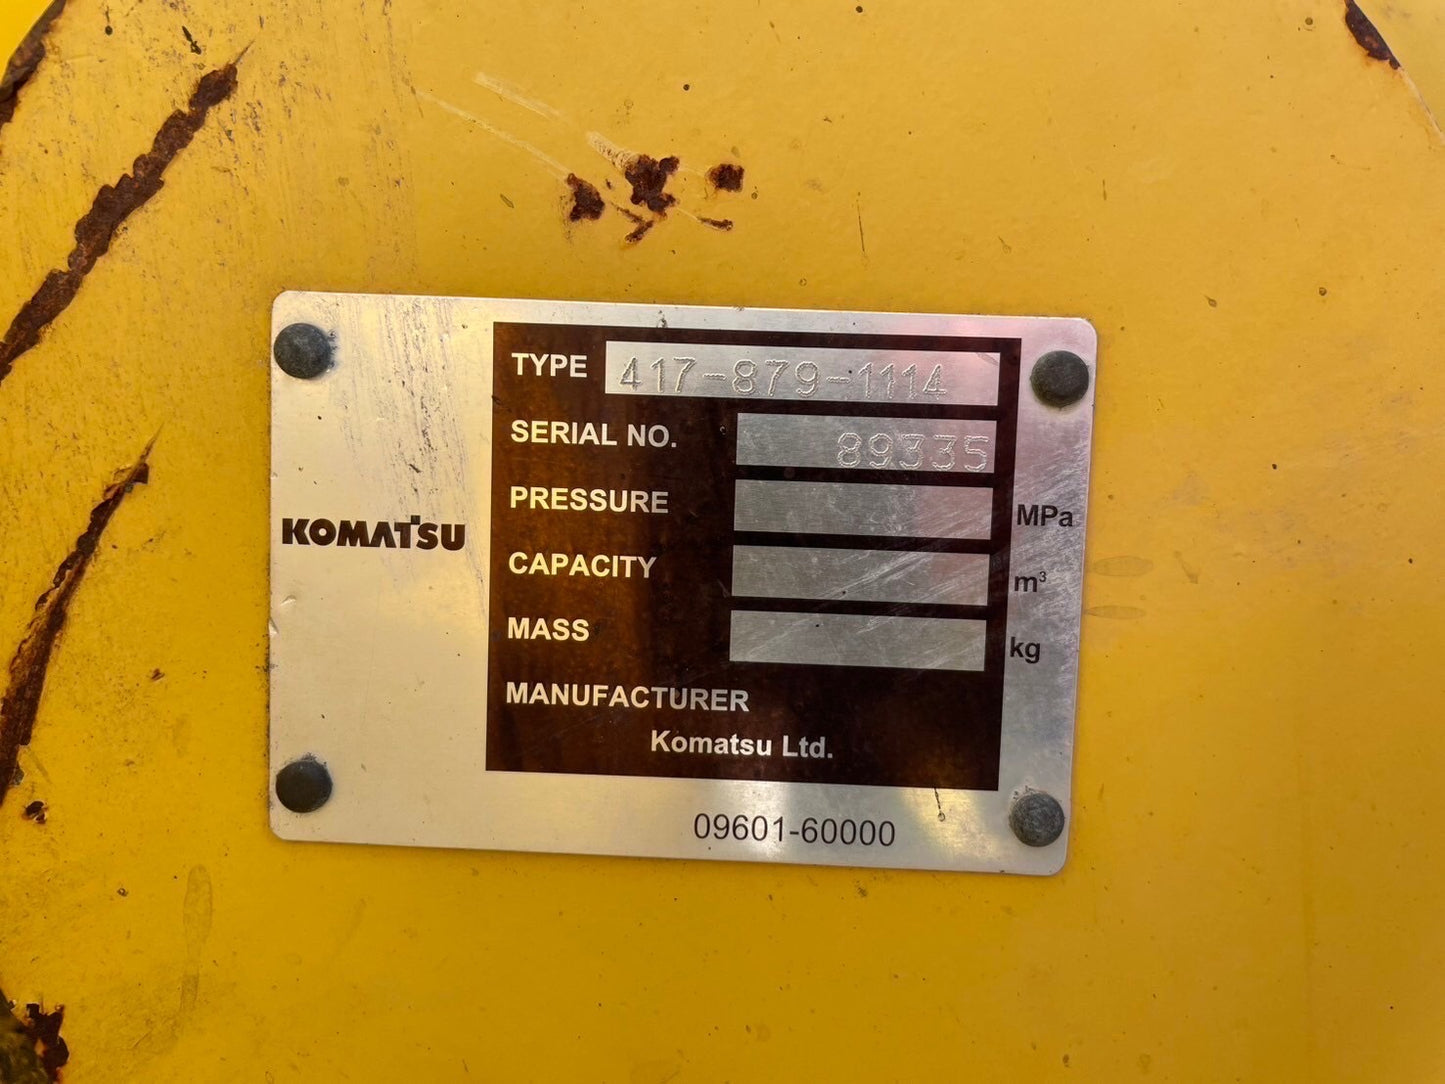 KOMATSU
TYPE 417-879-1114
SERIAL NO. 89335
PRESSURE MPa
CAPACITY m³
MASS kg
MANUFACTURER
Komatsu Ltd.
09601-60000